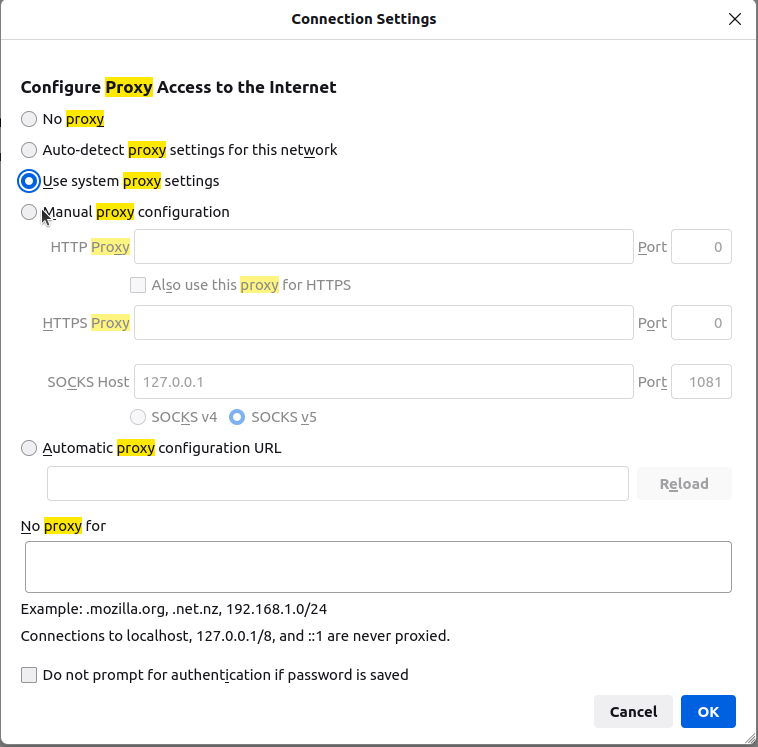 Connection Settings
Configure Proxy Access to the Internet
No proxy
Auto-detect proxy settings for this network
Use system proxy settings
Manual proxy configuration
HTTP Proxy Port 0
Also use this proxy for HTTPS
HTTPS Proxy Port 0
SOCKS Host 127.0.0.1 Port 1081
SOCKS v4 SOCKS v5
Automatic proxy configuration URL
Reload
No proxy for
Example: .mozilla.org, .net.nz, 192.168.1.0/24
Connections to localhost, 127.0.0.1/8, and ::1 are never proxied.
Do not prompt for authentication if password is saved
Cancel OK